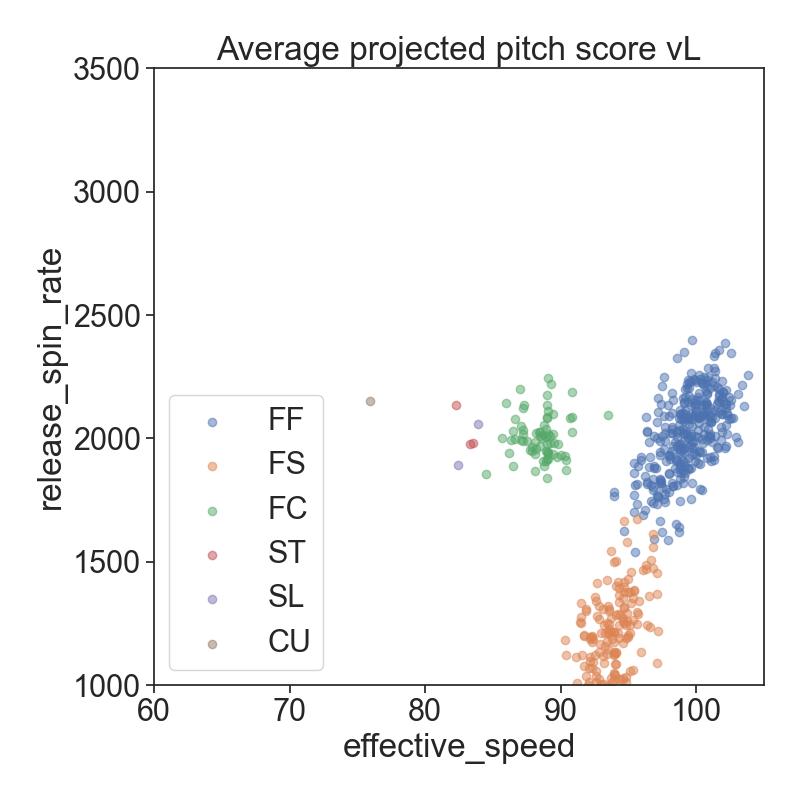 Average projected pitch score vL
3500
3000
2500
2000
1500
1000
release_spin_rate
FF
FS
FC
ST
SL
CU
60
70
80
90
100
effective_speed